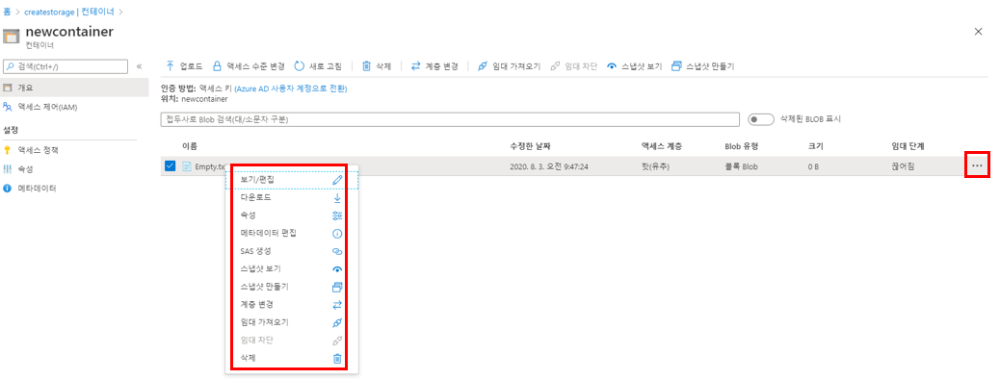 홈 > createstorage | 컨테이너 >
newcontainer
컨테이너
검색(Ctrl+/)
업로드 액세스 수준 변경 새로 고침 삭제 계층 변경 임대 가져오기 임대 차단 스냅샷 보기 스냅샷 만들기
개요
액세스 제어(IAM)
설정
액세스 정책
속성
메타데이터
인증 방법: 액세스 키 (Azure AD 사용자 계정으로 전환)
위치: newcontainer
접두사로 Blob 검색(대/소문자 구분) 삭제된 BLOB 표시
이름 수정한 날짜 액세스 계층 Blob 유형 크기 임대 단계
Empty.tx 2020. 8. 3. 오전 9:47:24 핫(유추) 블록 Blob 0 B 끊어짐
보기/편집
다운로드
속성
메타데이터 편집
SAS 생성
스냅샷 보기
스냅샷 만들기
계층 변경
임대 가져오기
임대 차단
삭제